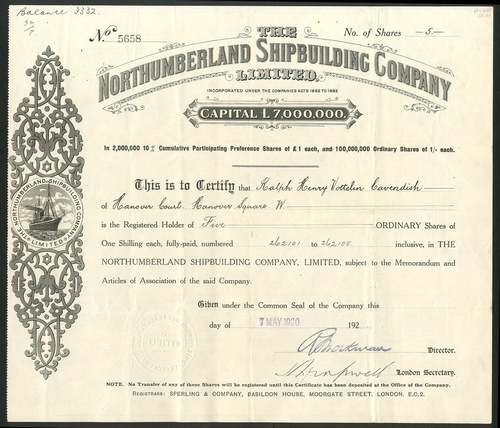 Balance 3332.
32
/5
No 5658
No. of Shares -5-
THE
NORTHUMBERLAND SHIPBUILDING COMPANY
LIMITED.
INCORPORATED UNDER THE COMPANIES ACTS 1862 TO 1893.
CAPITAL £7,000,000.
In 2,000,000 10% Cumulative Participating Preference Shares of £1 each, and 100,000,000 Ordinary Shares of 1/- each.
This is to Certify that Ralph Henry Vottelin Cavendish
of Hanover Court. Hanover Square W.
is the Registered Holder of Five ORDINARY Shares of
One Shilling each, fully-paid, numbered 262101 to 262105 inclusive, in THE
NORTHUMBERLAND SHIPBUILDING COMPANY, LIMITED, subject to the Memorandum and
Articles of Association of the said Company.
Given under the Common Seal of the Company this
day of 7 MAY 1920 192
Director.
London Secretary.
NOTE. No Transfer of any of these Shares will be registered until this Certificate has been deposited at the Office of the Company.
REGISTRARS: SPERLING & COMPANY, BASILDON HOUSE, MOORGATE STREET, LONDON, E.C.2.
THE NORTHUMBERLAND SHIPBUILDING COMPANY LIMITED